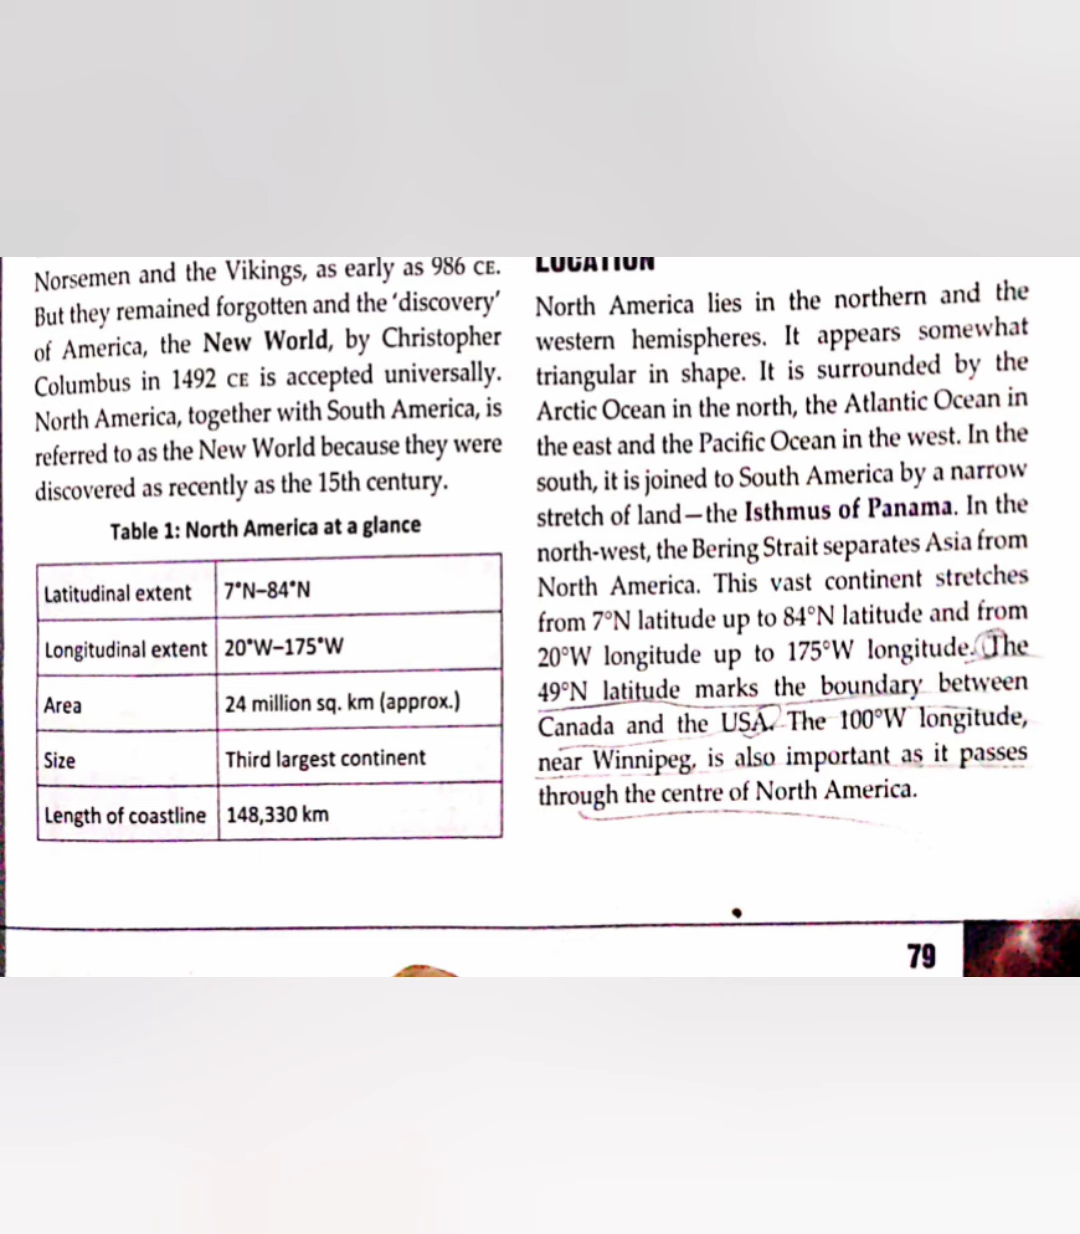 Norsemen and the Vikings, as early as 986 CE.
But they remained forgotten and the ‘discovery’
of America, the New World, by Christopher
Columbus in 1492 CE is accepted universally.
North America, together with South America, is
referred to as the New World because they were
discovered as recently as the 15th century.
Table 1: North America at a glance
Latitudinal extent 7°N–84°N
Longitudinal extent 20°W–175°W
Area 24 million sq. km (approx.)
Size Third largest continent
Length of coastline 148,330 km
LOCATION
North America lies in the northern and the
western hemispheres. It appears somewhat
triangular in shape. It is surrounded by the
Arctic Ocean in the north, the Atlantic Ocean in
the east and the Pacific Ocean in the west. In the
south, it is joined to South America by a narrow
stretch of land—the Isthmus of Panama. In the
north-west, the Bering Strait separates Asia from
North America. This vast continent stretches
from 7°N latitude up to 84°N latitude and from
20°W longitude up to 175°W longitude. The
49°N latitude marks the boundary between
Canada and the USA. The 100°W longitude,
near Winnipeg, is also important as it passes
through the centre of North America.
79